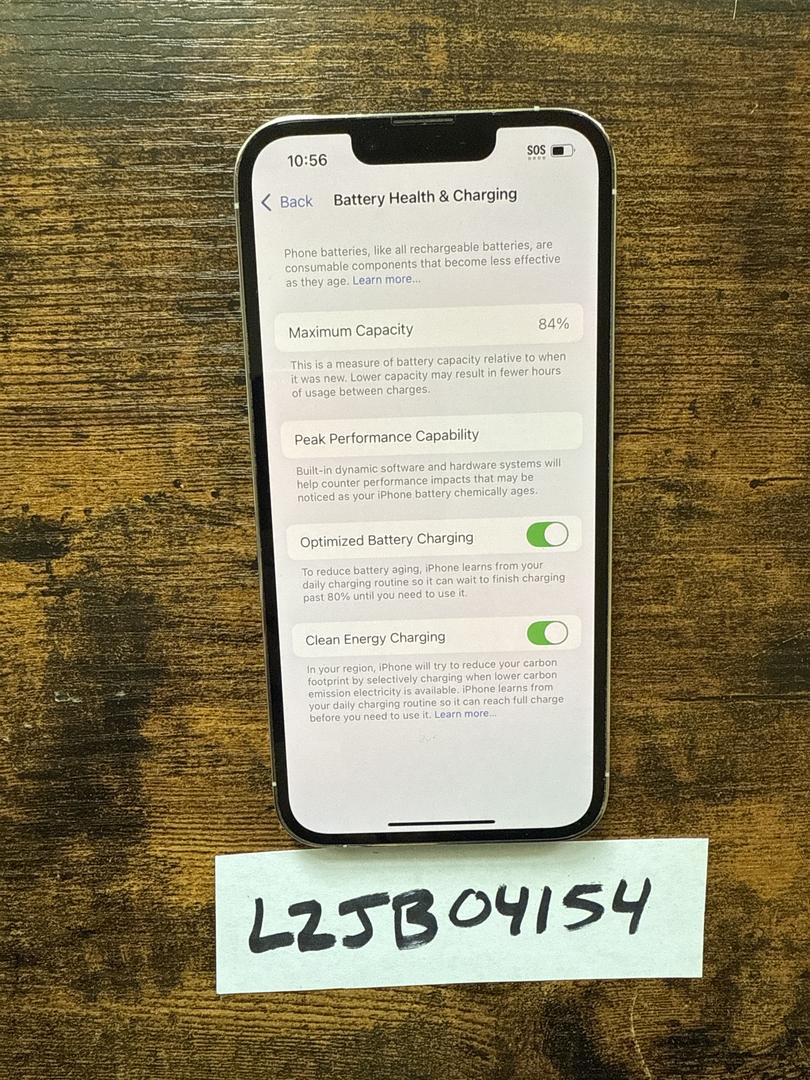 10:56
SOS
Back
Battery Health & Charging
Phone batteries, like all rechargeable batteries, are
consumable components that become less effective
as they age. Learn more...
Maximum Capacity 84%
This is a measure of battery capacity relative to when
it was new. Lower capacity may result in fewer hours
of usage between charges.
Peak Performance Capability
Built-in dynamic software and hardware systems will
help counter performance impacts that may be
noticed as your iPhone battery chemically ages.
Optimized Battery Charging
To reduce battery aging, iPhone learns from your
daily charging routine so it can wait to finish charging
past 80% until you need to use it.
Clean Energy Charging
In your region, iPhone will try to reduce your carbon
footprint by selectively charging when lower carbon
emission electricity is available. iPhone learns from
your daily charging routine so it can reach full charge
before you need to use it. Learn more...
LZJB04154